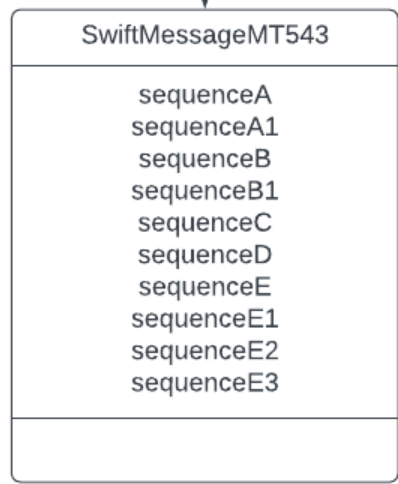 SwiftMessageMT543
sequenceA
sequenceA1
sequenceB
sequenceB1
sequenceC
sequenceD
sequenceE
sequenceE1
sequenceE2
sequenceE3